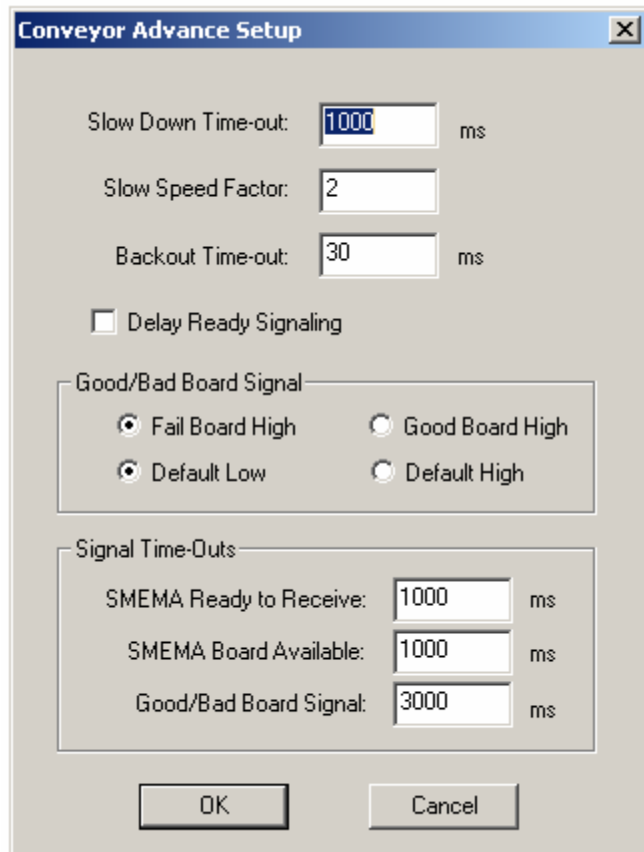 Conveyor Advance Setup
Slow Down Time-out: 1000 ms
Slow Speed Factor: 2
Backout Time-out: 30 ms
Delay Ready Signaling
Good/Bad Board Signal
Fail Board High Good Board High
Default Low Default High
Signal Time-Outs
SMEMA Ready to Receive: 1000 ms
SMEMA Board Available: 1000 ms
Good/Bad Board Signal: 3000 ms
OK Cancel